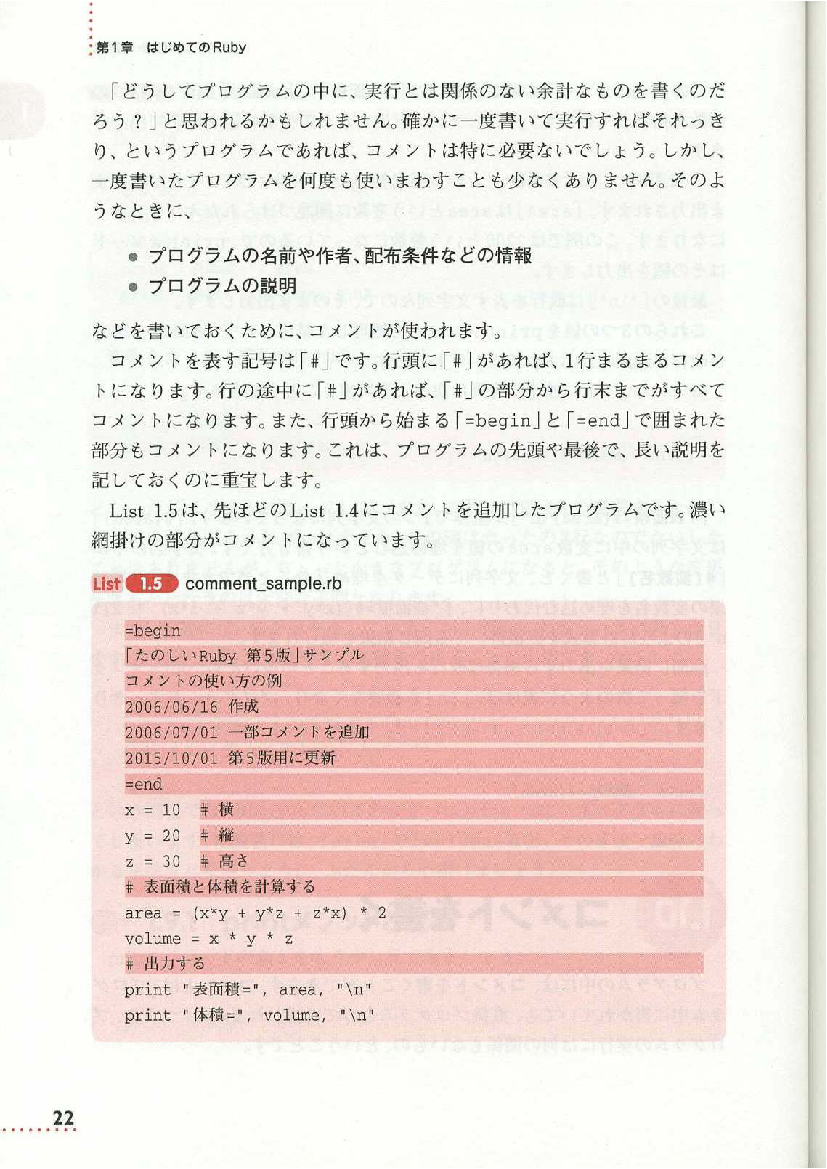 第1章 はじめてのRuby
「どうしてプログラムの中に、実行とは関係のない余計なものを書くのだ
ろう？」と思われるかもしれません。確かに一度書いて実行すればそれっき
り、というプログラムであれば、コメントは特に必要ないでしょう。しかし、
一度書いたプログラムを何度も使いまわすことも少なくありません。そのよ
うなときに、
● プログラムの名前や作者、配布条件などの情報
● プログラムの説明
などを書いておくために、コメントが使われます。
コメントを表す記号は「#」です。行頭に「#」があれば、1行まるまるコメン
トになります。行の途中に「#」があれば、「#」の部分から行末までがすべて
コメントになります。また、行頭から始まる「=begin」と「=end」で囲まれた
部分もコメントになります。これは、プログラムの先頭や最後で、長い説明を
記しておくのに重宝します。
List 1.5は、先ほどのList 1.4にコメントを追加したプログラムです。濃い
網掛けの部分がコメントになっています。
List 1.5 comment_sample.rb
=begin
「たのしいRuby 第5版」サンプル
コメントの使い方の例
2006/06/16 作成
2006/07/01 一部コメントを追加
2015/10/01 第5版用に更新
=end
x = 10 # 横
y = 20 # 縦
z = 30 # 高さ
# 表面積と体積を計算する
area = (x*y + y*z + z*x) * 2
volume = x * y * z
# 出力する
print "表面積=", area, "\n"
print "体積=", volume, "\n"
22